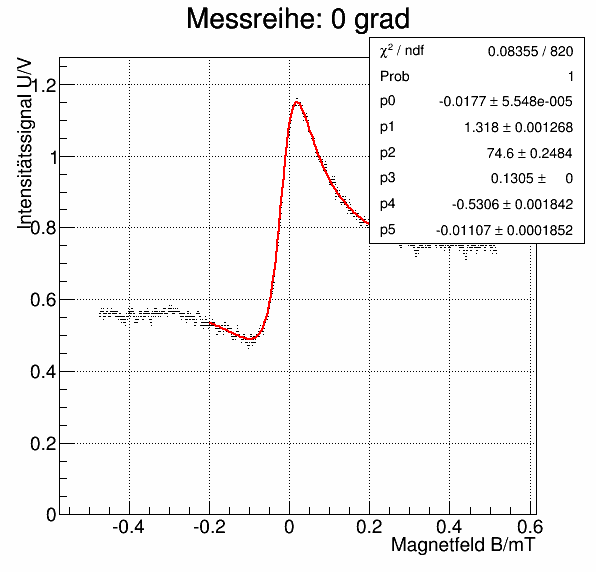 Messreihe: 0 grad
χ² / ndf 0.08355 / 820
Prob 1
p0 -0.0177 ± 5.548e-005
p1 1.318 ± 0.001268
p2 74.6 ± 0.2484
p3 0.1305 ± 0
p4 -0.5306 ± 0.001842
p5 -0.01107 ± 0.0001852
Intensitätssignal U/V
1.2
1
0.8
0.6
0.4
0.2
0
-0.4 -0.2 0 0.2 0.4 0.6
Magnetfeld B/mT